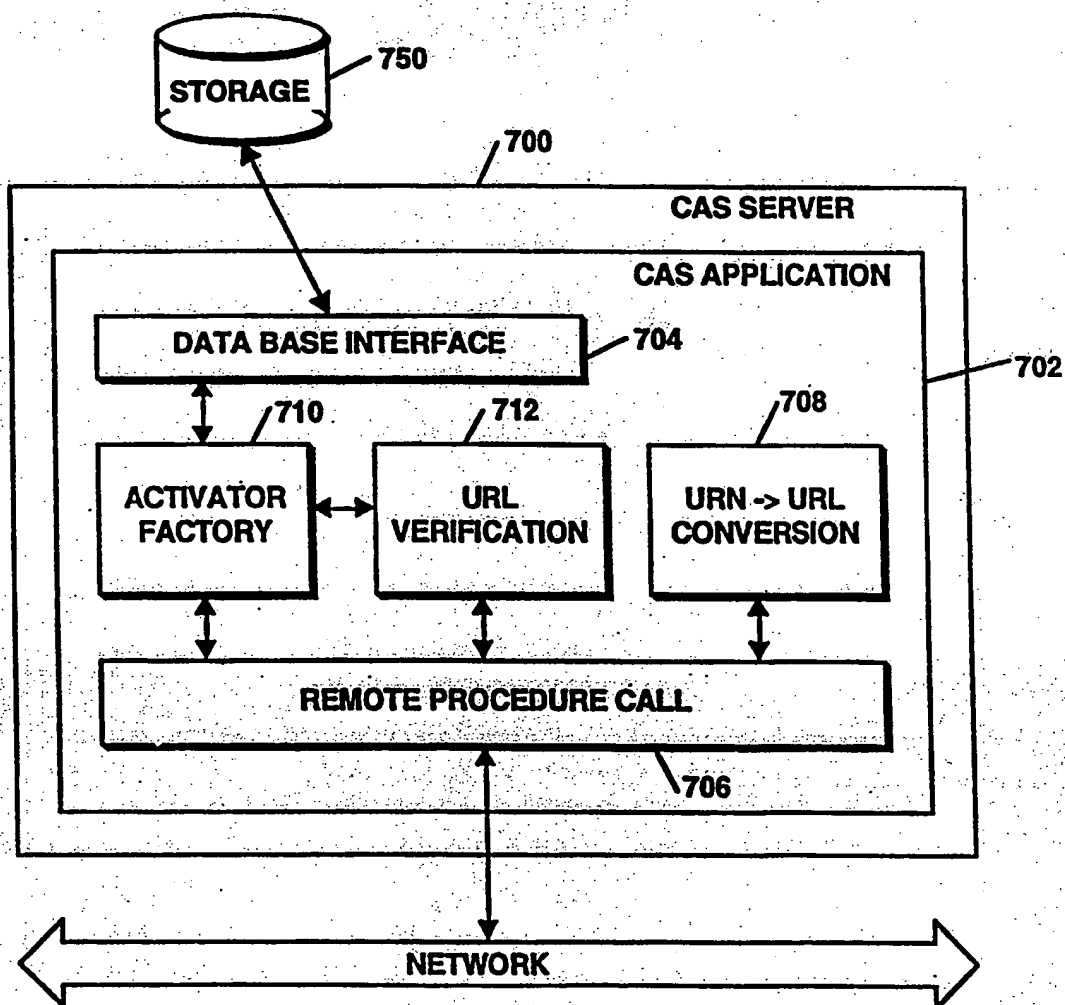 STORAGE
750
700
CAS SERVER
CAS APPLICATION
DATA BASE INTERFACE
704
702
710
712
708
ACTIVATOR
FACTORY
URL
VERIFICATION
URN -> URL
CONVERSION
REMOTE PROCEDURE CALL
706
NETWORK